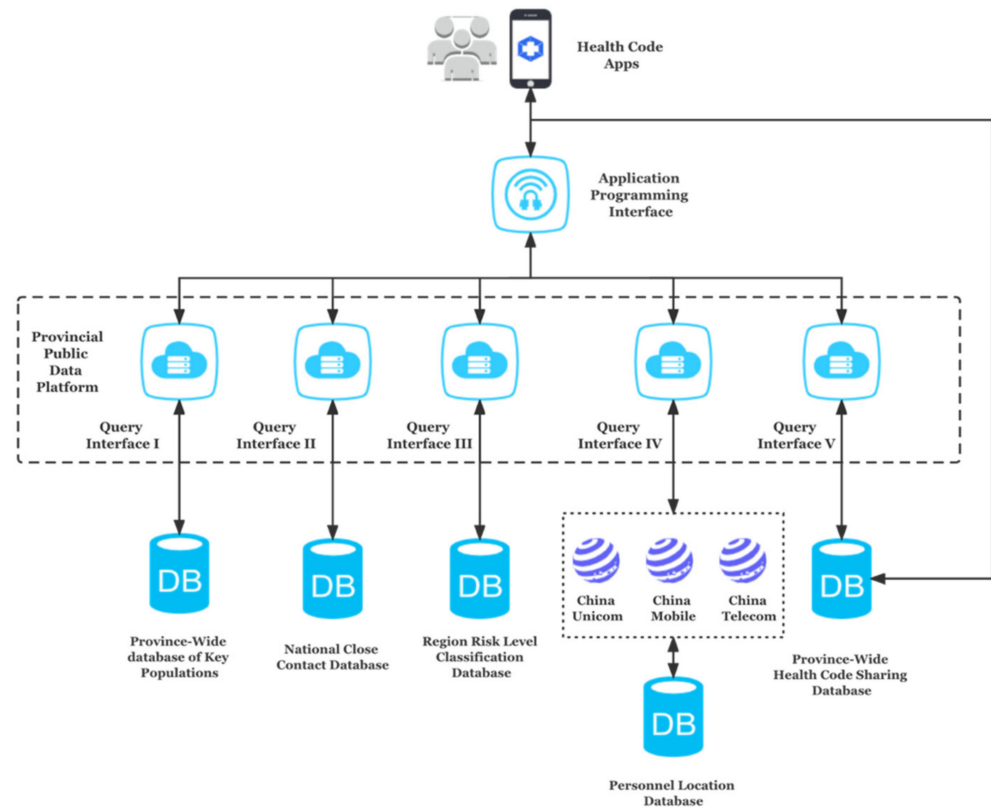 Health Code
Apps
Application
Programming
Interface
Provincial
Public
Data
Platform
Query
Interface I
Query
Interface II
Query
Interface III
Query
Interface IV
Query
Interface V
DB
DB
DB
China
Unicom
China
Mobile
China
Telecom
DB
Province-Wide
database of Key
Populations
National Close
Contact Database
Region Risk Level
Classification
Database
Province-Wide
Health Code Sharing
Database
DB
Personnel Location
Database